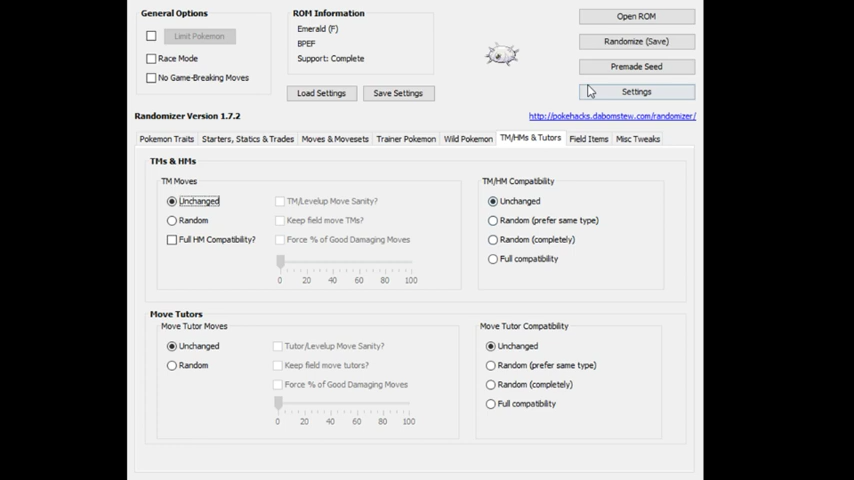 General Options
Limit Pokemon
Race Mode
No Game-Breaking Moves
ROM Information
Emerald (F)
BPEF
Support: Complete
Load Settings
Save Settings
Open ROM
Randomize (Save)
Premade Seed
Settings
Randomizer Version 1.7.2
http://pokehacks.dabomstew.com/randomizer/
Pokemon Traits
Starters, Statics & Trades
Moves & Movesets
Trainer Pokemon
Wild Pokemon
TM/HMs & Tutors
Field Items
Misc Tweaks
TMs & HMs
TM Moves
Unchanged
Random
Full HM Compatibility?
TM/Levelup Move Sanity?
Keep field move TMs?
Force % of Good Damaging Moves
0 20 40 60 80 100
TM/HM Compatibility
Unchanged
Random (prefer same type)
Random (completely)
Full compatibility
Move Tutors
Move Tutor Moves
Unchanged
Random
Tutor/Levelup Move Sanity?
Keep field move tutors?
Force % of Good Damaging Moves
0 20 40 60 80 100
Move Tutor Compatibility
Unchanged
Random (prefer same type)
Random (completely)
Full compatibility